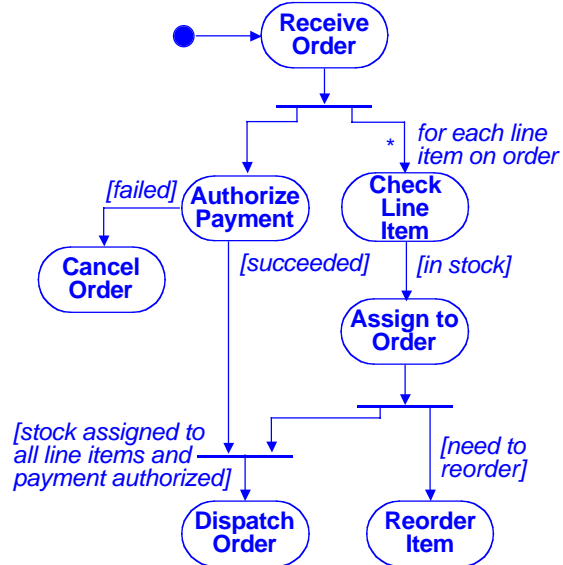 Receive
Order
*
for each line
item on order
[failed]
Authorize
Payment
Check
Line
Item
Cancel
Order
[succeeded]
[in stock]
Assign to
Order
[stock assigned to
all line items and
payment authorized]
[need to
reorder]
Dispatch
Order
Reorder
Item